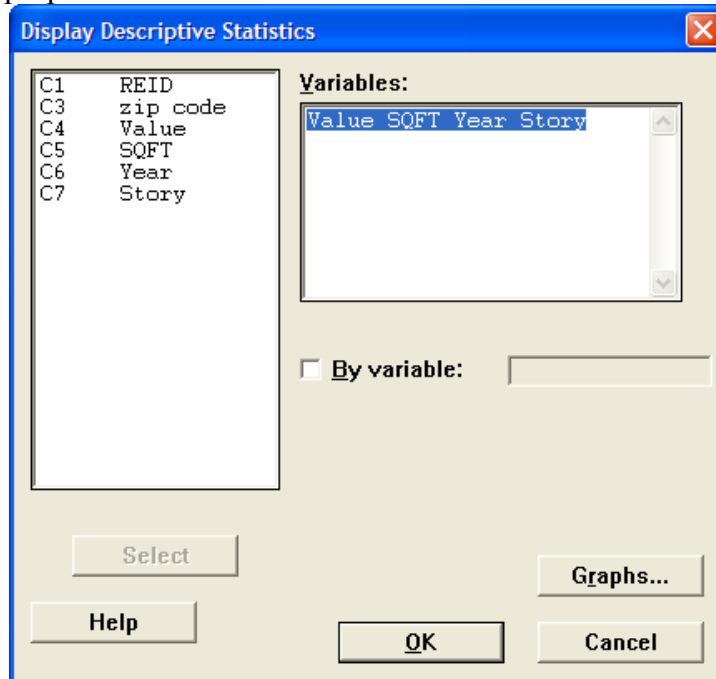 Display Descriptive Statistics
C1 REID
C3 zip code
C4 Value
C5 SQFT
C6 Year
C7 Story
Variables:
Value SQFT Year Story
By variable:
Select
Help
Graphs...
OK
Cancel